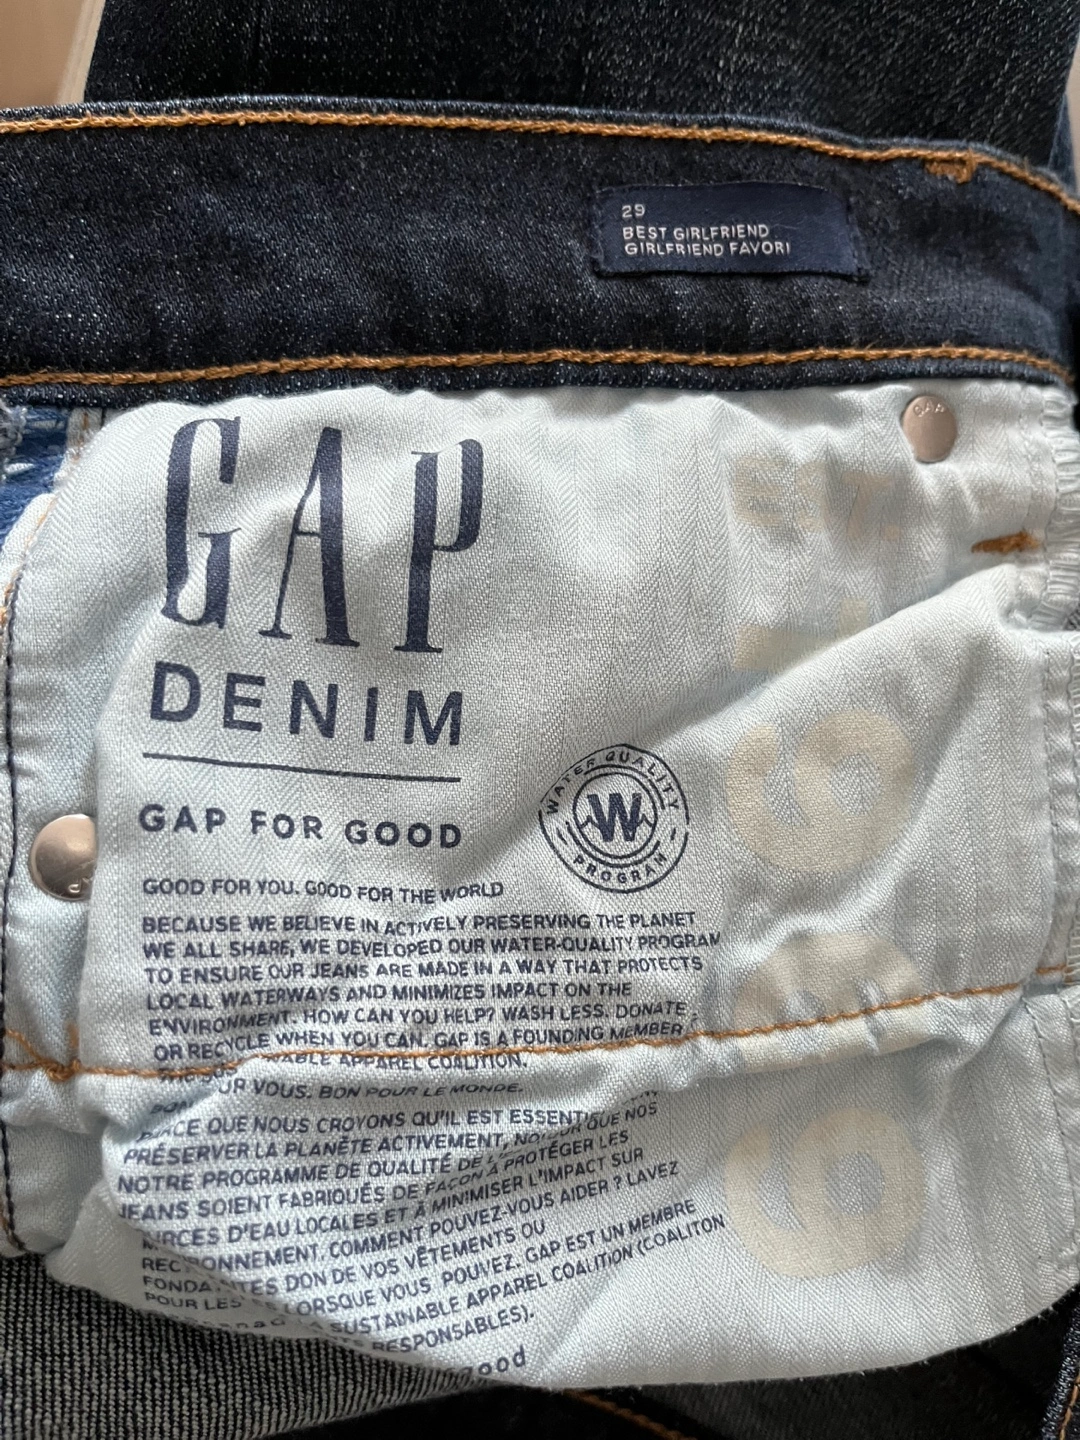 29
BEST GIRLFRIEND
GIRLFRIEND FAVORI
GAP
GAP
DENIM
GAP FOR GOOD
WATER QUALITY
W
PROGRAM
GOOD FOR YOU. GOOD FOR THE WORLD
BECAUSE WE BELIEVE IN ACTIVELY PRESERVING THE PLANET
WE ALL SHARE, WE DEVELOPED OUR WATER-QUALITY PROGRAM
TO ENSURE OUR JEANS ARE MADE IN A WAY THAT PROTECTS
LOCAL WATERWAYS AND MINIMIZES IMPACT ON THE
ENVIRONMENT. HOW CAN YOU HELP? WASH LESS. DONATE
OR RECYCLE WHEN YOU CAN. GAP IS A FOUNDING MEMBER
APPAREL COALITION.
VOUS. BON POUR LE MONDE.
QUE NOUS CROYONS QU'IL EST
PRÉSERVER LA PLANÈTE ACTIVEMENT, QUE NOS
NOTRE PROGRAMME DE QUALITÉ DE PROTÉGER LES
JEANS SOIENT FABRIQUÉS DE FAÇON À L'IMPACT SUR
D'EAU LOCALES ET À MINIMISER LAVEZ
COMMENT POUVEZ-VOUS AIDER ?
DON DE VOS VÊTEMENTS OU
LORSQUE VOUS POUVEZ. GAP EST UN MEMBRE
POUR LES SUSTAINABLE APPAREL COALITION (COALITON
RESPONSABLES).